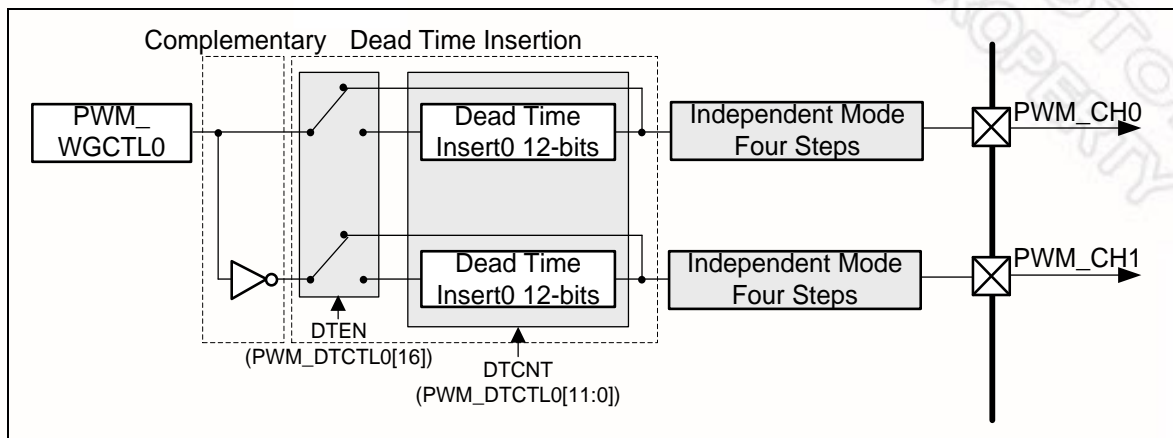 Complementary Dead Time Insertion
PWM_
WGCTL0
Dead Time
Insert0 12-bits
Independent Mode
Four Steps
PWM_CH0
Dead Time
Insert0 12-bits
Independent Mode
Four Steps
PWM_CH1
DTEN
(PWM_DTCTL0[16])
DTCNT
(PWM_DTCTL0[11:0])